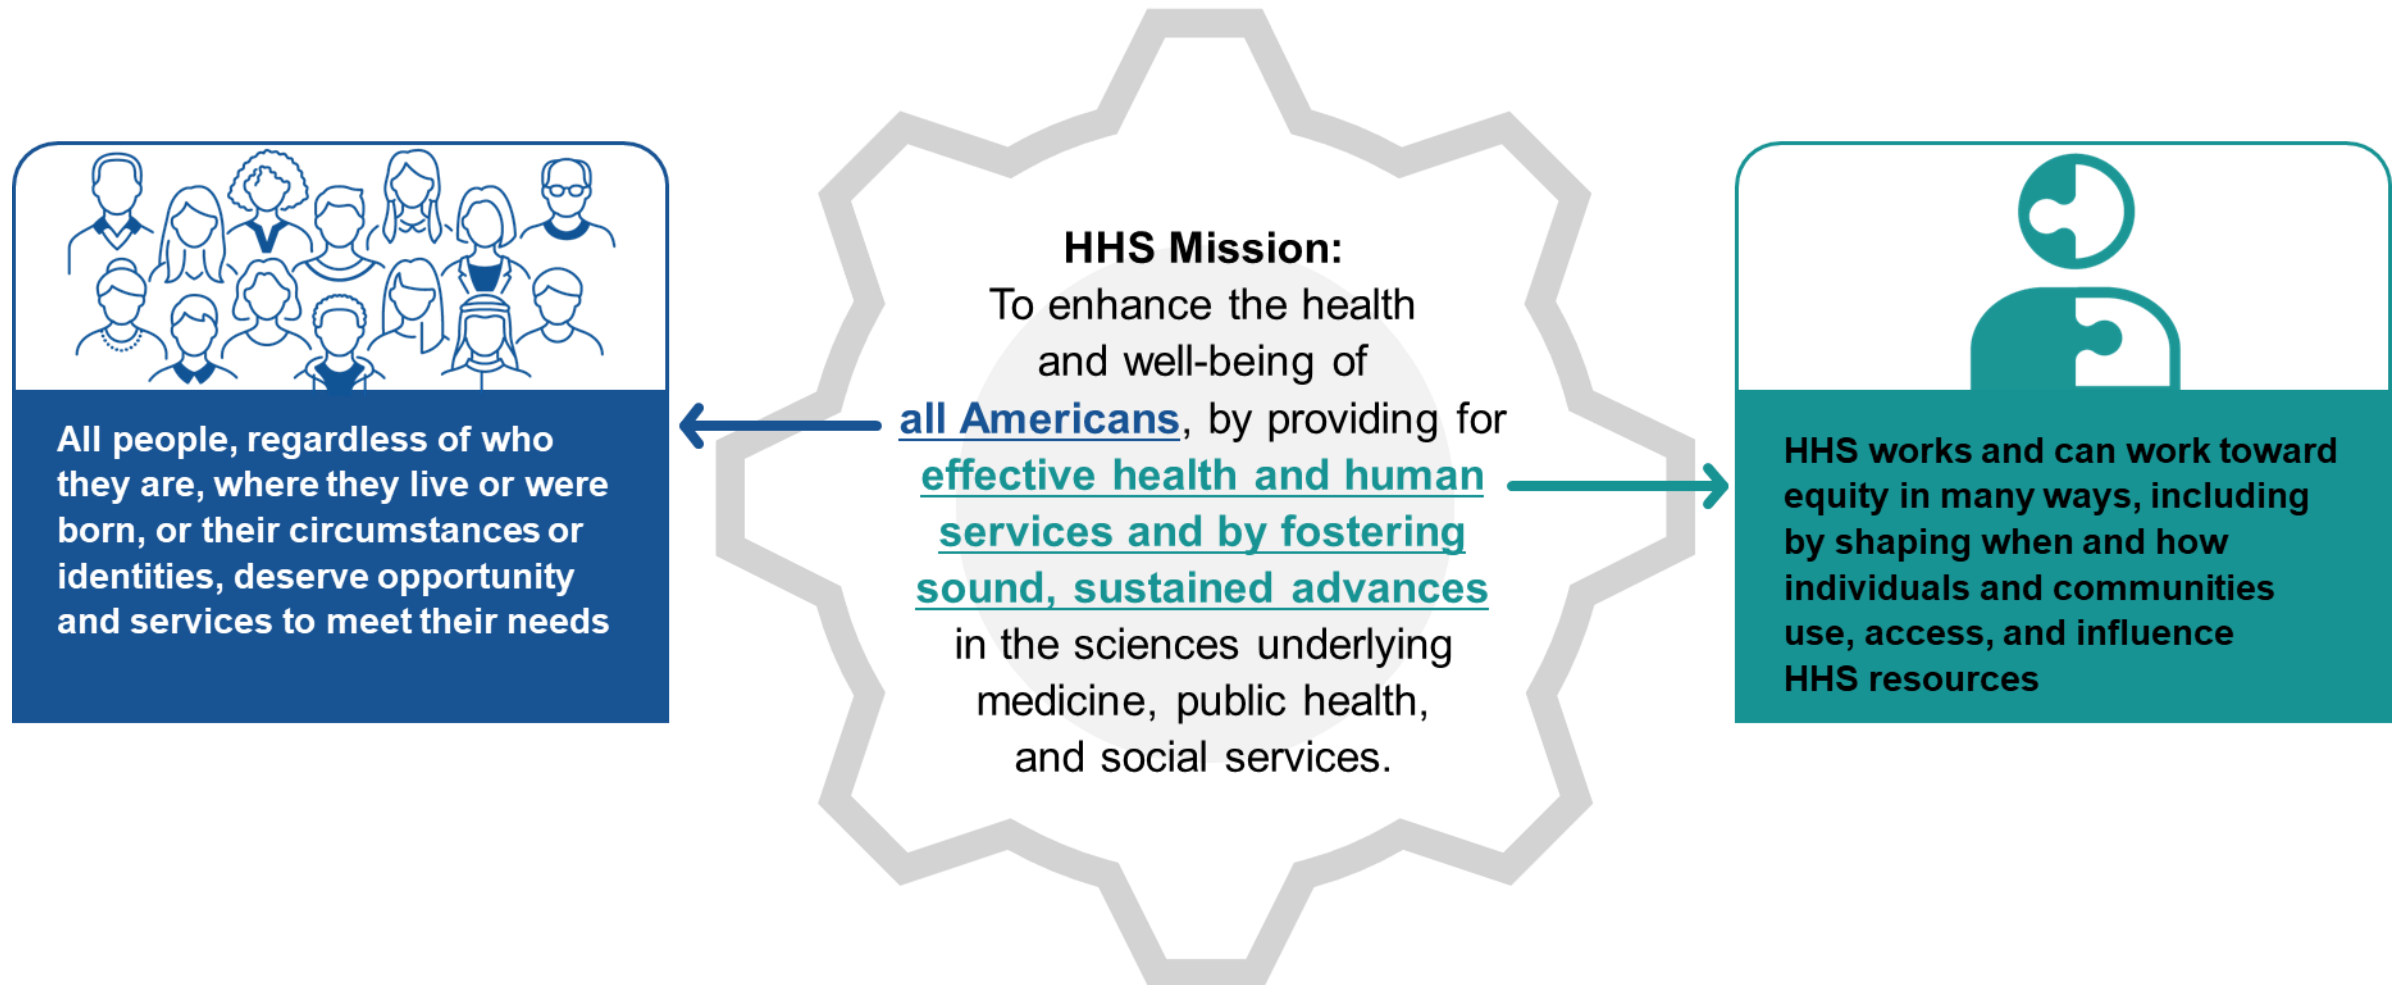 All people, regardless of who
they are, where they live or were
born, or their circumstances or
identities, deserve opportunity
and services to meet their needs
HHS Mission:
To enhance the health
and well-being of
all Americans, by providing for
effective health and human
services and by fostering
sound, sustained advances
in the sciences underlying
medicine, public health,
and social services.
HHS works and can work toward
equity in many ways, including
by shaping when and how
individuals and communities
use, access, and influence
HHS resources